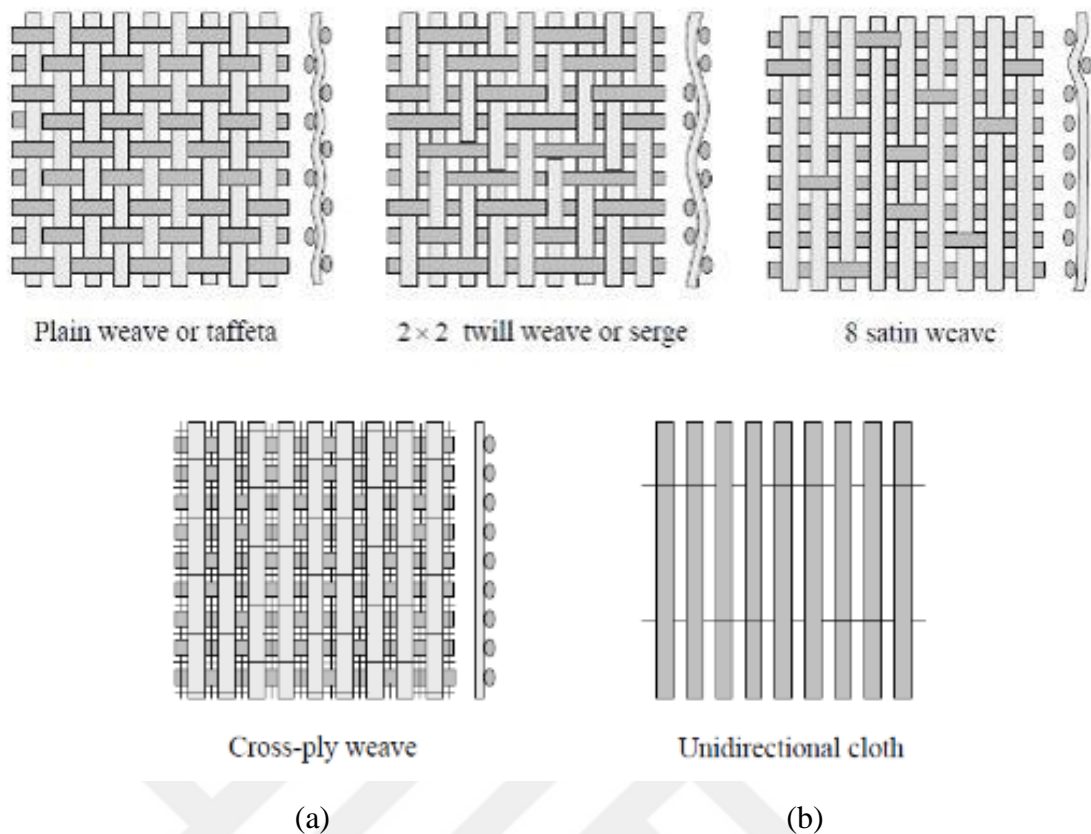 Plain weave or taffeta
2 × 2 twill weave or serge
8 satin weave
Cross-ply weave
Unidirectional cloth
(a)
(b)